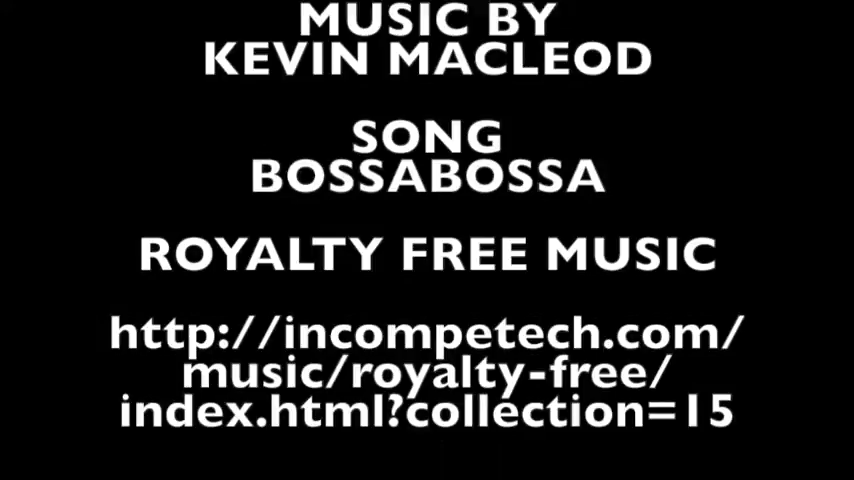 MUSIC BY
KEVIN MACLEOD
SONG
BOSSABOSSA
ROYALTY FREE MUSIC
http://incompetech.com/
music/royalty-free/
index.html?collection=15